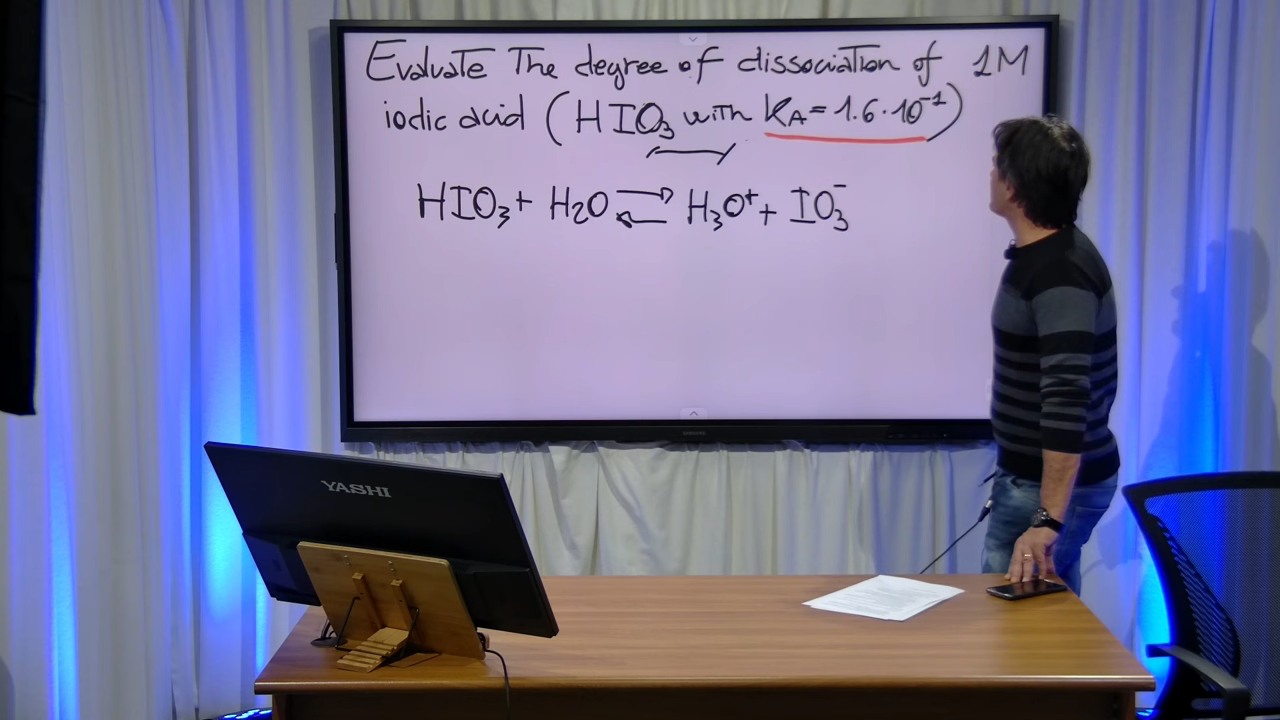 Evaluate The degree of dissociation of 1M
iodic acid (HIO₃ with KA = 1.6·10⁻¹)
HIO₃ + H₂O ⇄ H₃O⁺ + IO₃⁻
YASHI